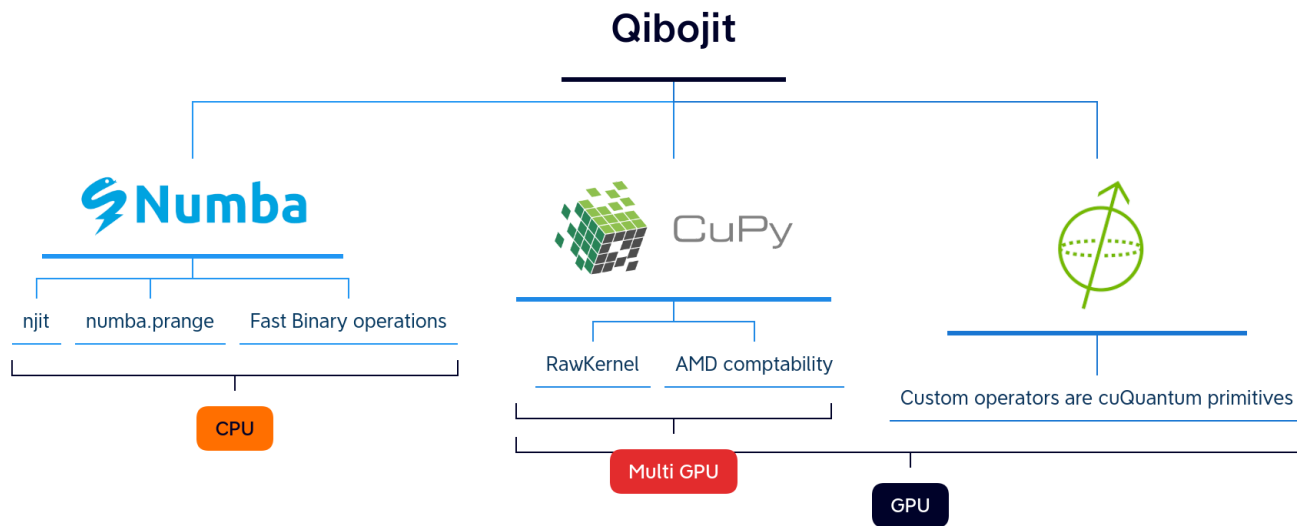 Qibojit
Numba
CuPy
njit
numba.prange
Fast Binary operations
RawKernel
AMD comptability
Custom operators are cuQuantum primitives
CPU
Multi GPU
GPU